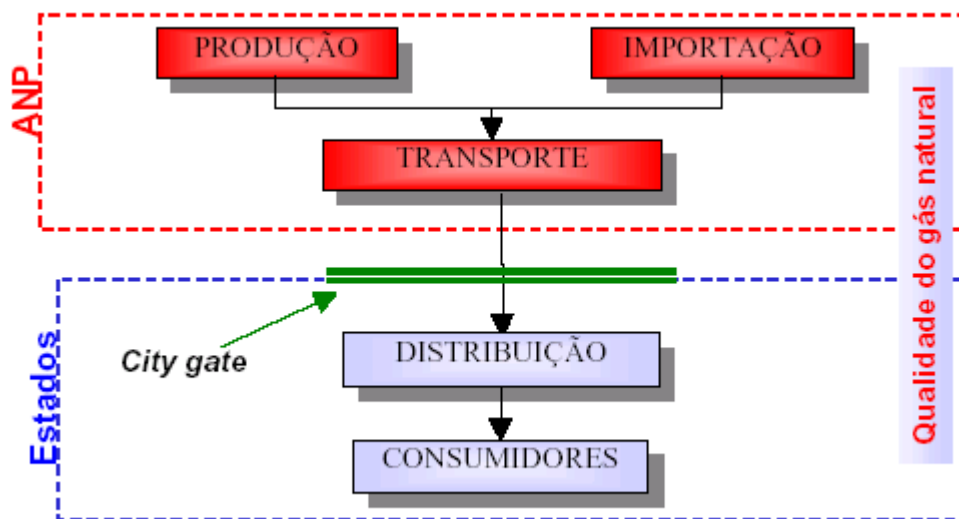 PRODUÇÃO
IMPORTAÇÃO
ANP
TRANSPORTE
Qualidade do gás natural
City gate
DISTRIBUIÇÃO
Estados
CONSUMIDORES